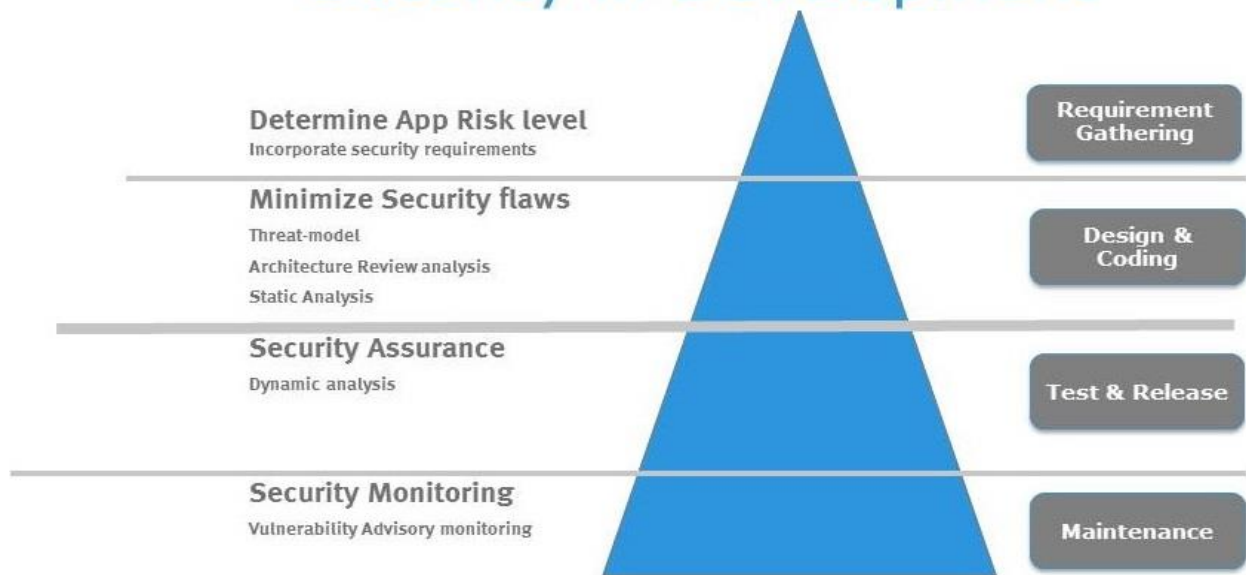 Determine App Risk level
Incorporate security requirements
Requirement
Gathering
Minimize Security flaws
Threat-model
Architecture Review analysis
Static Analysis
Design &
Coding
Security Assurance
Dynamic analysis
Test & Release
Security Monitoring
Vulnerability Advisory monitoring
Maintenance